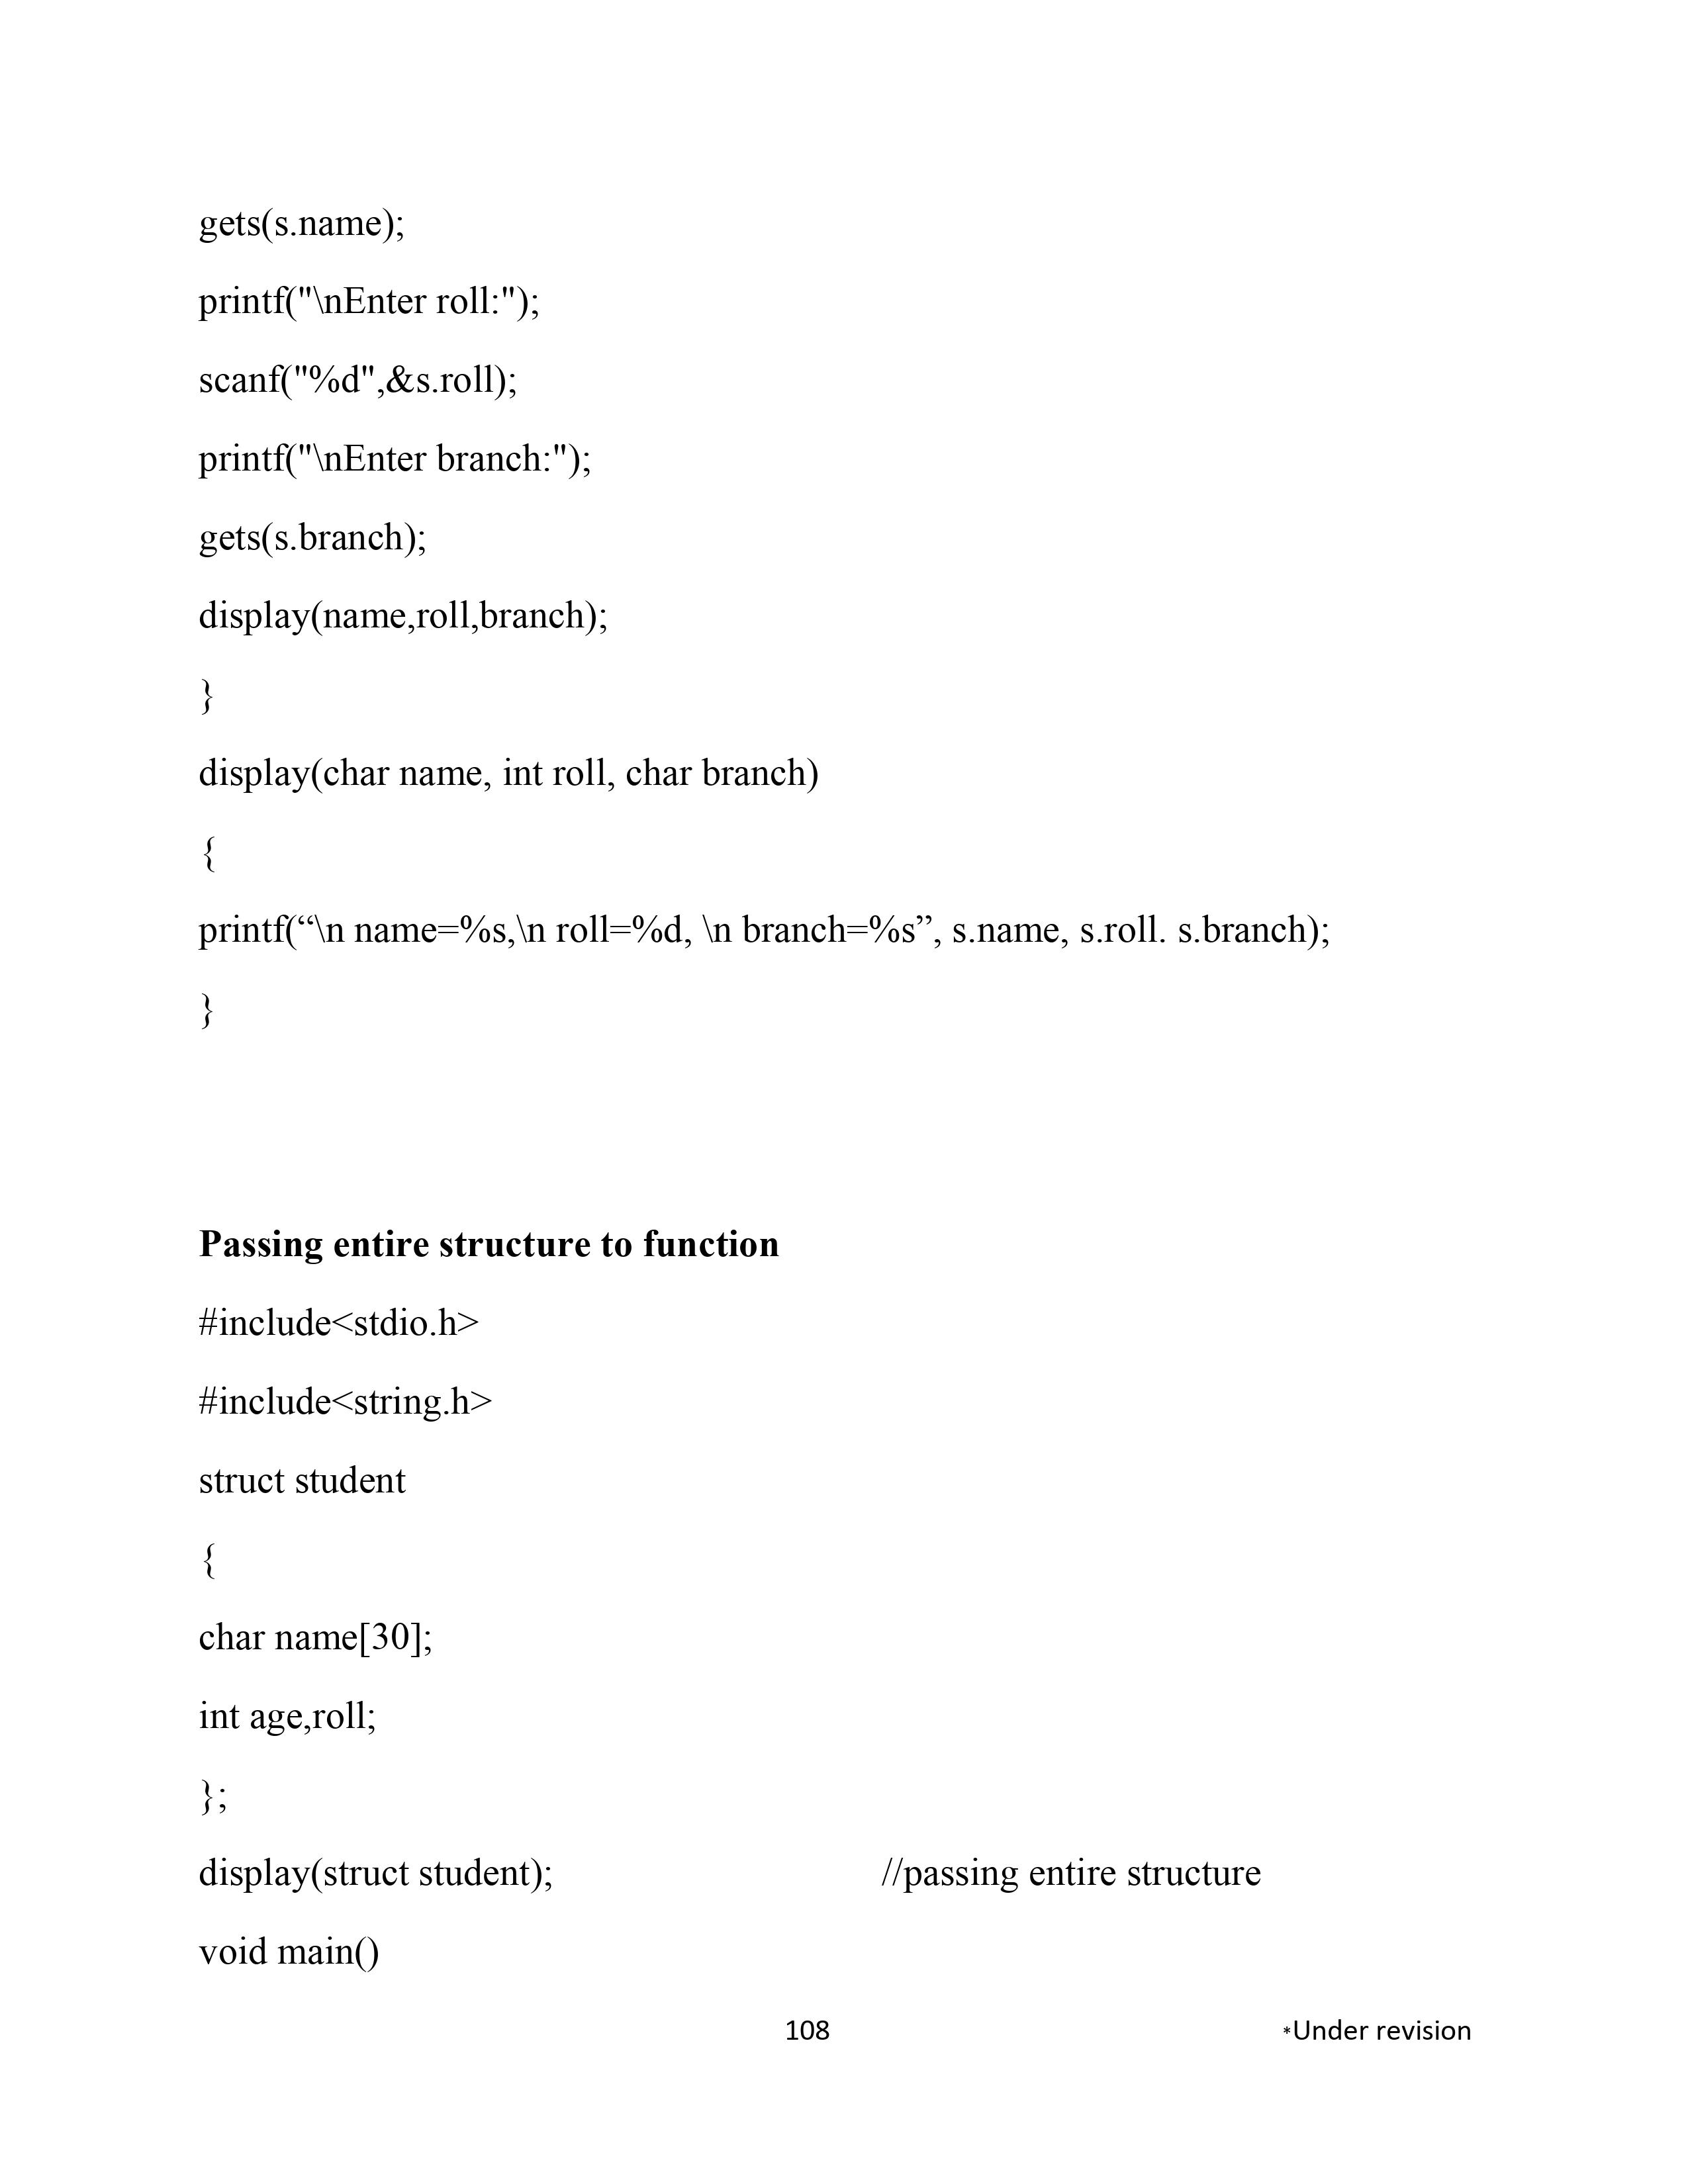 gets(s.name);
printf("\nEnter roll:");
scanf("%d",&s.roll);
printf("\nEnter branch:");
gets(s.branch);
display(name,roll,branch);
}
display(char name, int roll, char branch)
{
printf(“\n name=%s,\n roll=%d, \n branch=%s”, s.name, s.roll. s.branch);
}
Passing entire structure to function
#include<stdio.h>
#include<string.h>
struct student
{
char name[30];
int age,roll;
};
display(struct student); //passing entire structure
void main()
108 *Under revision